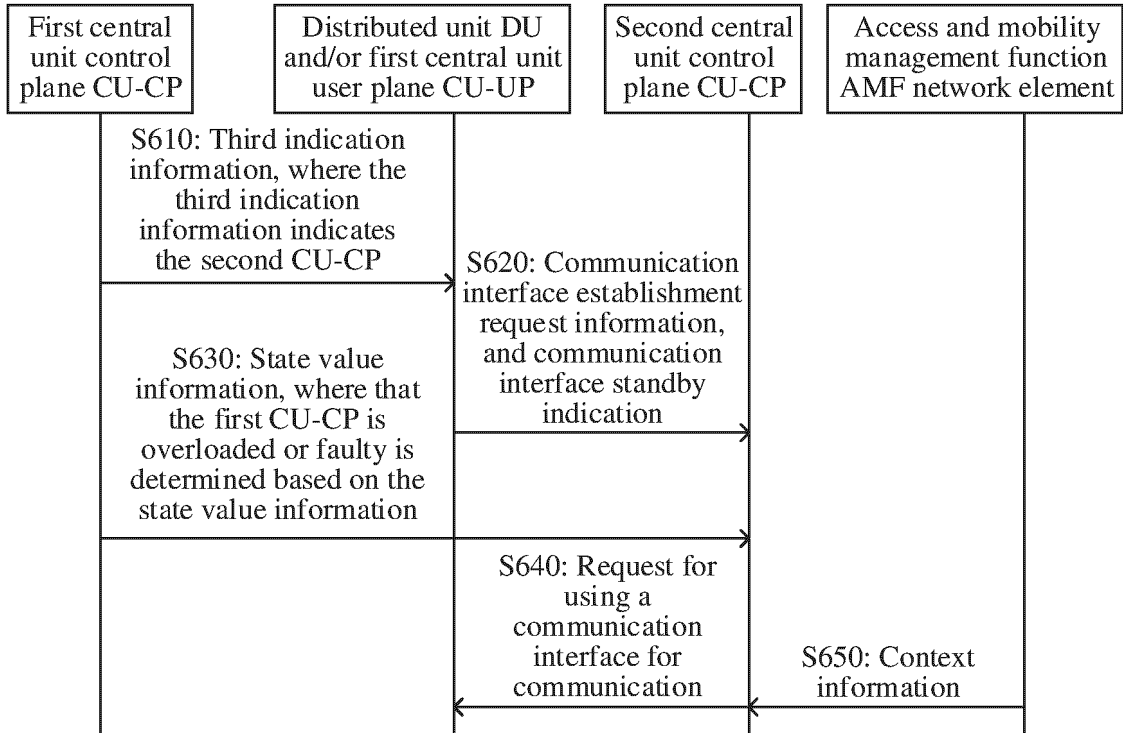 First central
unit control
plane CU-CP
Distributed unit DU
and/or first central unit
user plane CU-UP
Second central
unit control
plane CU-CP
Access and mobility
management function
AMF network element
S610: Third indication
information, where the
third indication
information indicates
the second CU-CP
S620: Communication
interface establishment
request information,
and communication
interface standby
indication
S630: State value
information, where that
the first CU-CP is
overloaded or faulty is
determined based on the
state value information
S640: Request for
using a
communication
interface for
communication
S650: Context
information